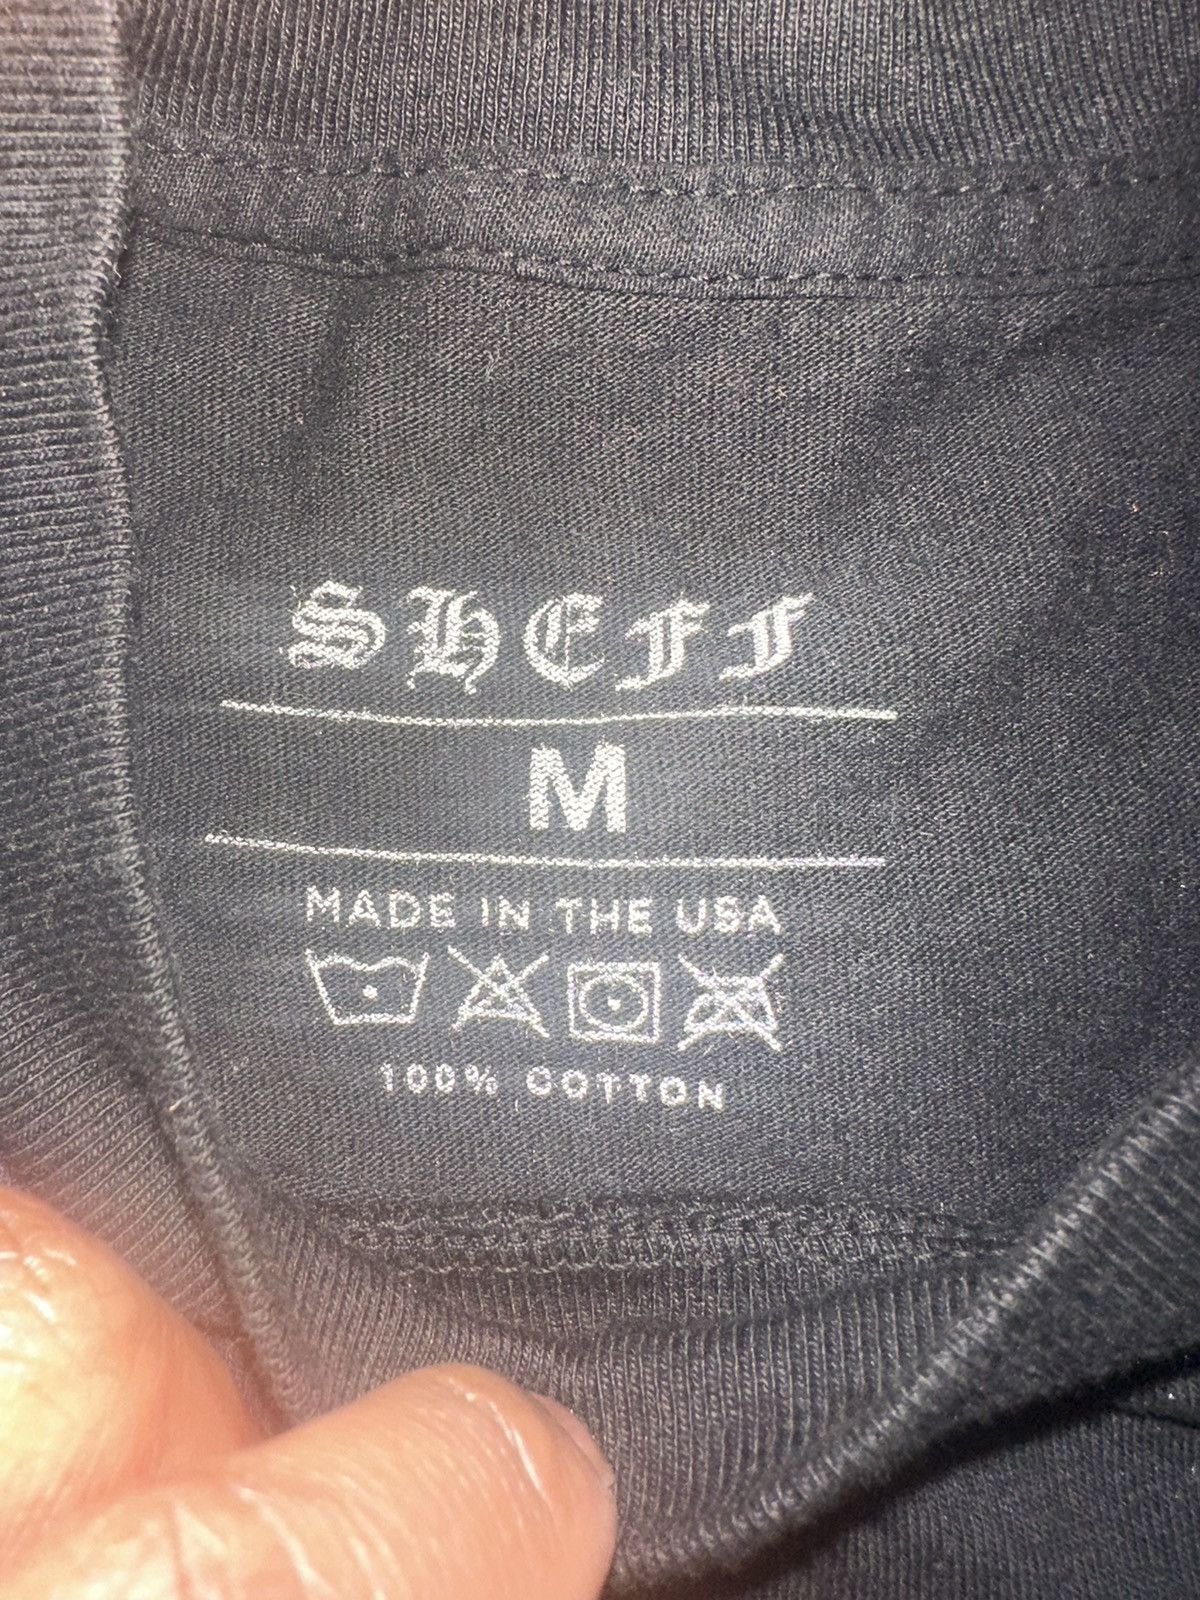 SHEFF
M
MADE IN THE USA
100% COTTON